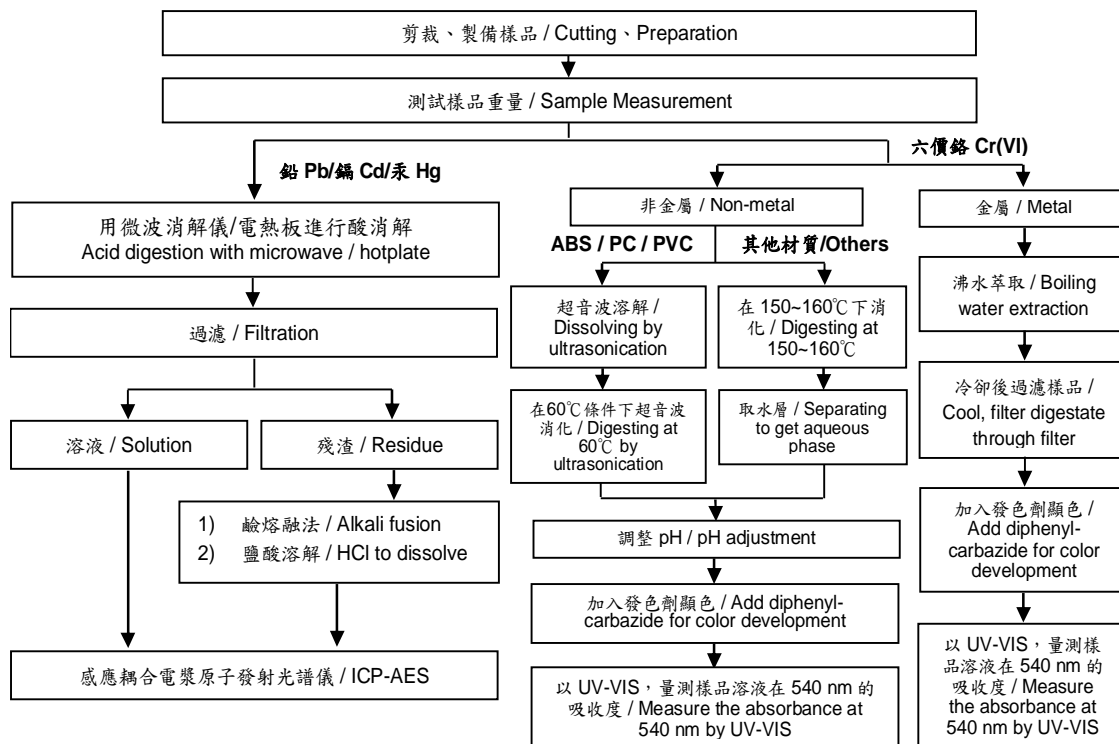 剪裁、製備樣品 / Cutting、Preparation
測試樣品重量 / Sample Measurement
鉛 Pb/鎘 Cd/汞 Hg
六價鉻 Cr(VI)
用微波消解儀/電熱板進行酸消解
Acid digestion with microwave / hotplate
過濾 / Filtration
溶液 / Solution
殘渣 / Residue
1) 鹼熔融法 / Alkali fusion
2) 鹽酸溶解 / HCl to dissolve
感應耦合電漿原子發射光譜儀 / ICP-AES
非金屬 / Non-metal
ABS / PC / PVC
其他材質/Others
超音波溶解 /
Dissolving by
ultrasonication
在60℃條件下超音波
消化 / Digesting at
60℃ by
ultrasonication
在 150~160℃下消
化 / Digesting at
150~160℃
取水層 / Separating
to get aqueous
phase
調整 pH / pH adjustment
加入發色劑顯色 / Add diphenyl-
carbazide for color development
以 UV-VIS，量測樣品溶液在 540 nm 的
吸收度 / Measure the absorbance at
540 nm by UV-VIS
金屬 / Metal
沸水萃取 / Boiling
water extraction
冷卻後過濾樣品 /
Cool, filter digestate
through filter
加入發色劑顯色 /
Add diphenyl-
carbazide for color
development
以 UV-VIS，量測樣
品溶液在 540 nm 的
吸收度 / Measure
the absorbance at
540 nm by UV-VIS